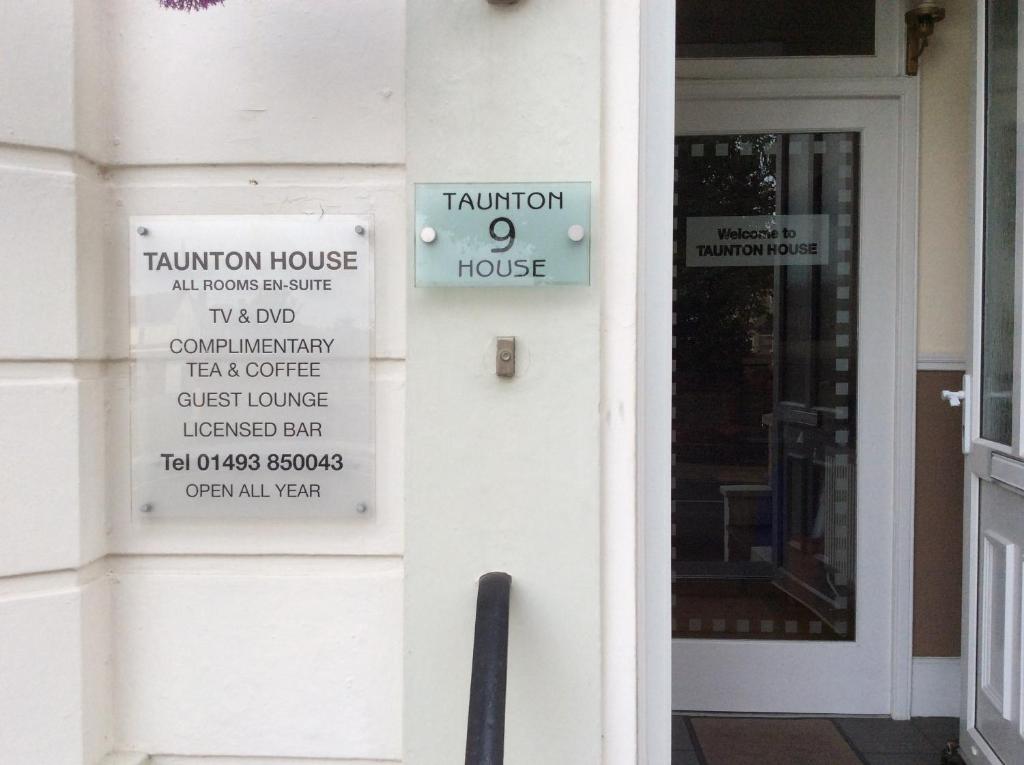 TAUNTON HOUSE
ALL ROOMS EN-SUITE
TV & DVD
COMPLIMENTARY
TEA & COFFEE
GUEST LOUNGE
LICENSED BAR
Tel 01493 850043
OPEN ALL YEAR
TAUNTON
9
HOUSE
Welcome to
TAUNTON HOUSE